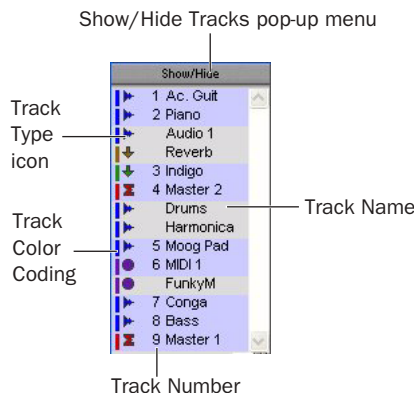 Show/Hide Tracks pop-up menu
Show/Hide
1 Ac. Guit
2 Piano
Audio 1
Reverb
3 Indigo
4 Master 2
Drums
Harmonica
5 Moog Pad
6 MIDI 1
FunkyM
7 Conga
8 Bass
9 Master 1
Track
Type
icon
Track
Color
Coding
Track Name
Track Number